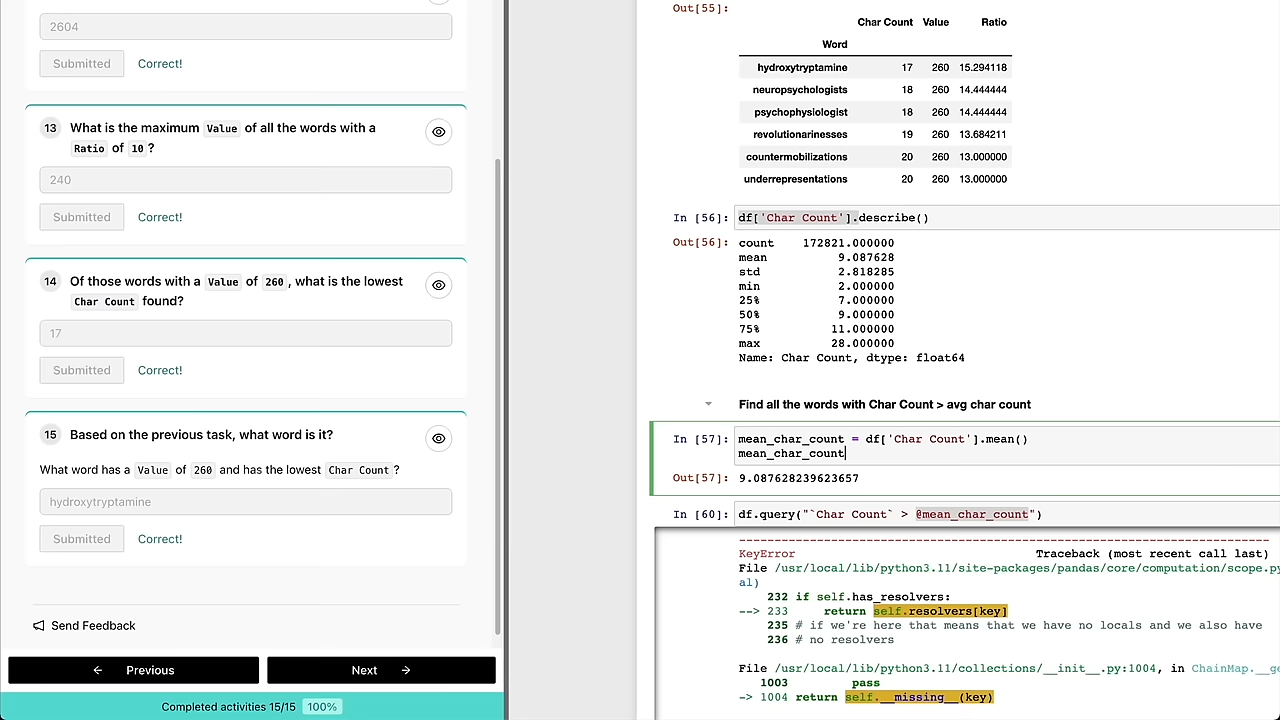 2604
Submitted
Correct!
13
What is the maximum Value of all the words with a
Ratio of 10 ?
240
Submitted
Correct!
14
Of those words with a Value of 260 , what is the lowest
Char Count found?
17
Submitted
Correct!
15
Based on the previous task, what word is it?
What word has a Value of 260 and has the lowest Char Count ?
hydroxytryptamine
Submitted
Correct!
Send Feedback
← Previous
Next →
Completed activities 15/15 100%
Out[55]:
Char Count Value Ratio
Word
hydroxytryptamine 17 260 15.294118
neuropsychologists 18 260 14.444444
psychophysiologist 18 260 14.444444
revolutionarinesses 19 260 13.684211
countermobilizations 20 260 13.000000
underrepresentations 20 260 13.000000
In [56]: df['Char Count'].describe()
Out[56]: count 172821.000000
mean 9.087628
std 2.818285
min 2.000000
25% 7.000000
50% 9.000000
75% 11.000000
max 28.000000
Name: Char Count, dtype: float64
Find all the words with Char Count > avg char count
In [57]: mean_char_count = df['Char Count'].mean()
mean_char_count
Out[57]: 9.087628239623657
In [60]: df.query("`Char Count` > @mean_char_count")
---------------------------------------------------------------------------
KeyError Traceback (most recent call last)
File /usr/local/lib/python3.11/site-packages/pandas/core/computation/scope.py
al)
232 if self.has_resolvers:
--> 233 return self.resolvers[key]
235 # if we're here that means that we have no locals and we also have
236 # no resolvers
File /usr/local/lib/python3.11/collections/__init__.py:1004, in ChainMap.__ge
1003 pass
-> 1004 return self.__missing__(key)